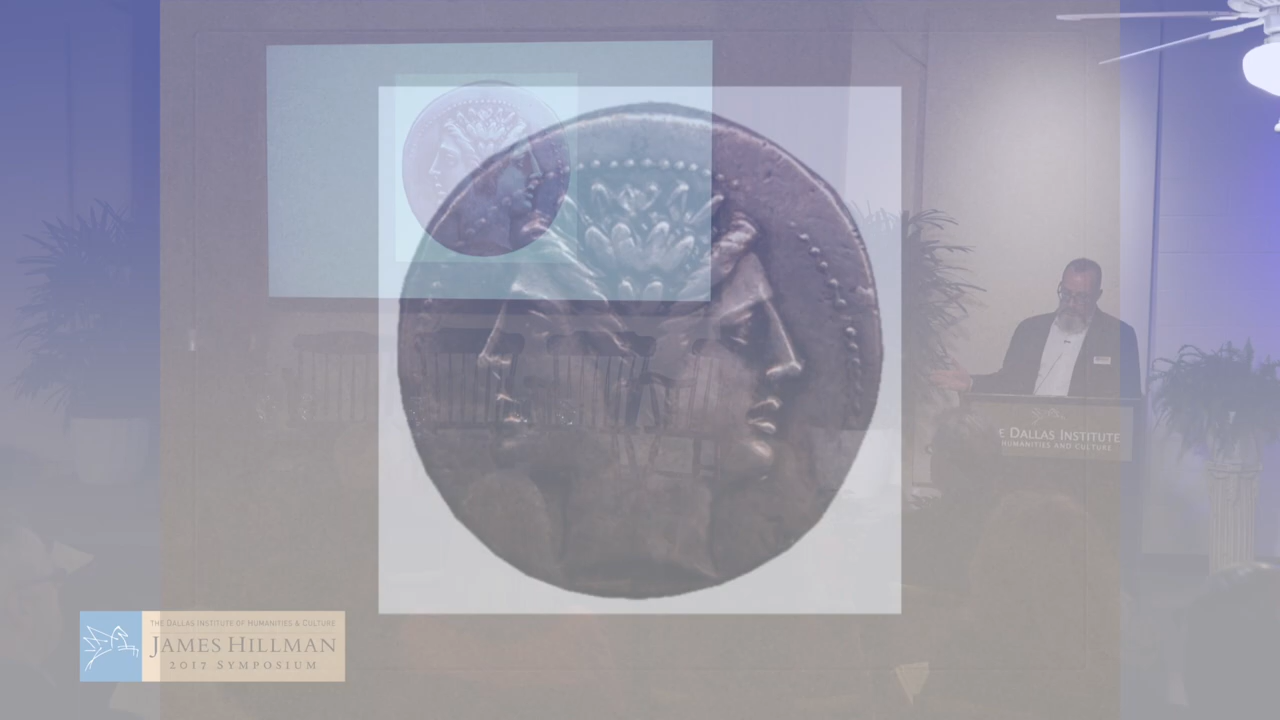 E DALLAS INSTITUTE
HUMANITIES AND CULTURE
THE DALLAS INSTITUTE OF HUMANITIES & CULTURE
JAMES HILLMAN
2017 SYMPOSIUM